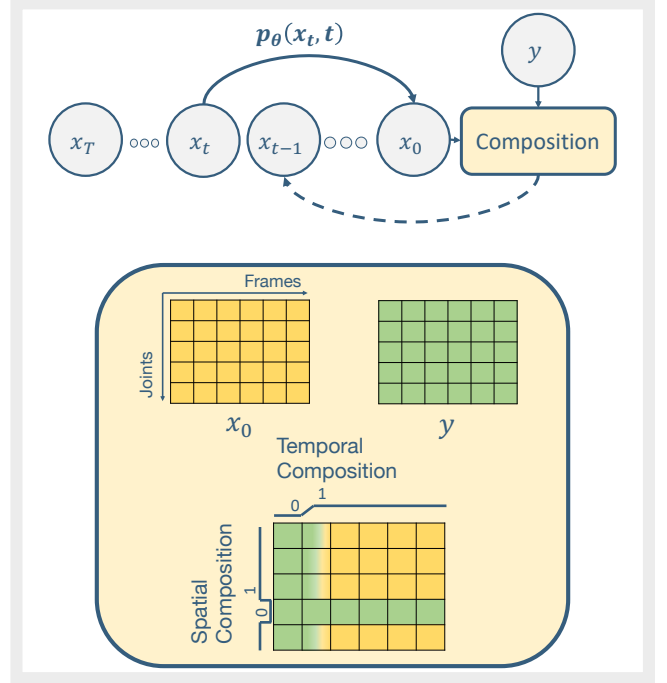 p_θ(x_t, t)
y
x_T
x_t
x_{t−1}
x_0
Composition
Frames
Joints
x_0
y
Temporal
Composition
0
1
Spatial
Composition
1
0